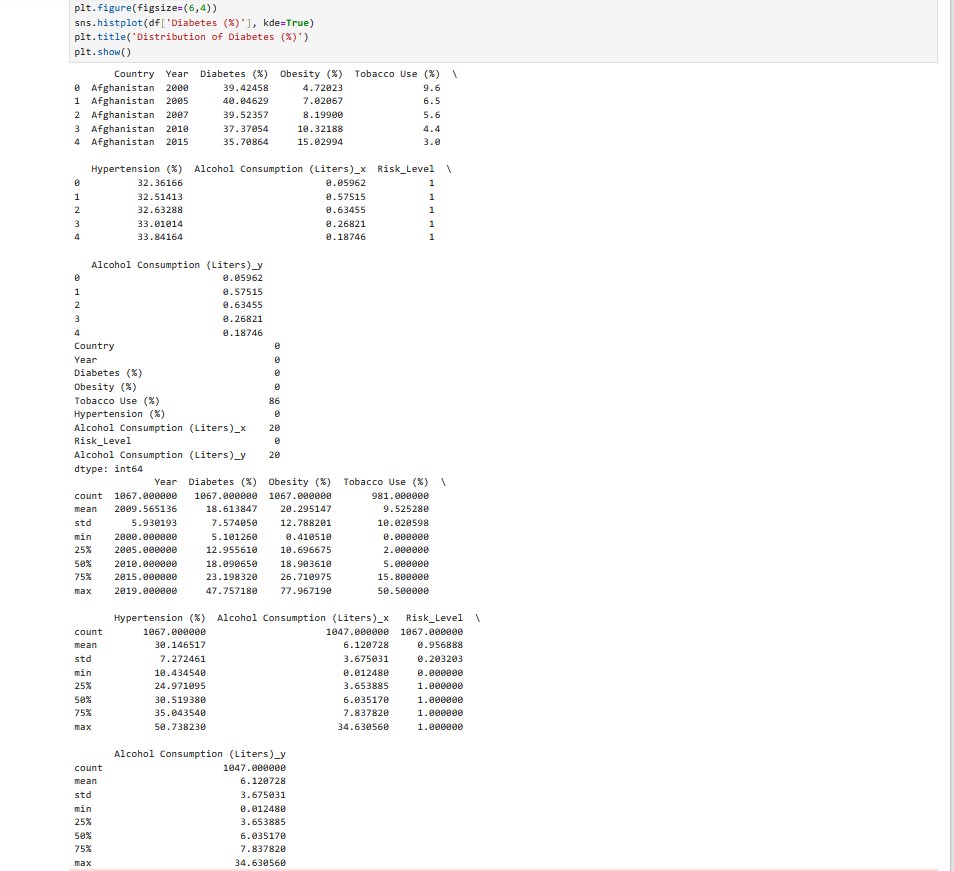 plt.figure(figsize=(6,4))
sns.histplot(df['Diabetes (%)'], kde=True)
plt.title('Distribution of Diabetes (%)')
plt.show()
Country Year Diabetes (%) Obesity (%) Tobacco Use (%) \
0 Afghanistan 2000 39.42458 4.72023 9.6
1 Afghanistan 2005 40.04629 7.02067 6.5
2 Afghanistan 2007 39.52357 8.19900 5.6
3 Afghanistan 2010 37.37054 10.32188 4.4
4 Afghanistan 2015 35.70864 15.02994 3.0
Hypertension (%) Alcohol Consumption (Liters)_x Risk_Level \
0 32.36166 0.05962 1
1 32.51413 0.57515 1
2 32.63288 0.63455 1
3 33.01014 0.26821 1
4 33.84164 0.18746 1
Alcohol Consumption (Liters)_y
0 0.05962
1 0.57515
2 0.63455
3 0.26821
4 0.18746
Country 0
Year 0
Diabetes (%) 0
Obesity (%) 0
Tobacco Use (%) 86
Hypertension (%) 0
Alcohol Consumption (Liters)_x 20
Risk_Level 0
Alcohol Consumption (Liters)_y 20
dtype: int64
Year Diabetes (%) Obesity (%) Tobacco Use (%) \
count 1067.000000 1067.000000 1067.000000 981.000000
mean 2009.565136 18.613847 20.295147 9.525280
std 5.930193 7.574050 12.788201 10.020598
min 2000.000000 5.101260 0.410510 0.000000
25% 2005.000000 12.955610 10.696675 2.000000
50% 2010.000000 18.090650 18.903610 5.000000
75% 2015.000000 23.198320 26.710975 15.800000
max 2019.000000 47.757180 77.967190 50.500000
Hypertension (%) Alcohol Consumption (Liters)_x Risk_Level \
count 1067.000000 1047.000000 1067.000000
mean 30.146517 6.120728 0.956888
std 7.272461 3.675031 0.203203
min 10.434540 0.012480 0.000000
25% 24.971095 3.653885 1.000000
50% 30.519380 6.035170 1.000000
75% 35.043540 7.837820 1.000000
max 50.738230 34.630560 1.000000
Alcohol Consumption (Liters)_y
count 1047.000000
mean 6.120728
std 3.675031
min 0.012480
25% 3.653885
50% 6.035170
75% 7.837820
max 34.630560